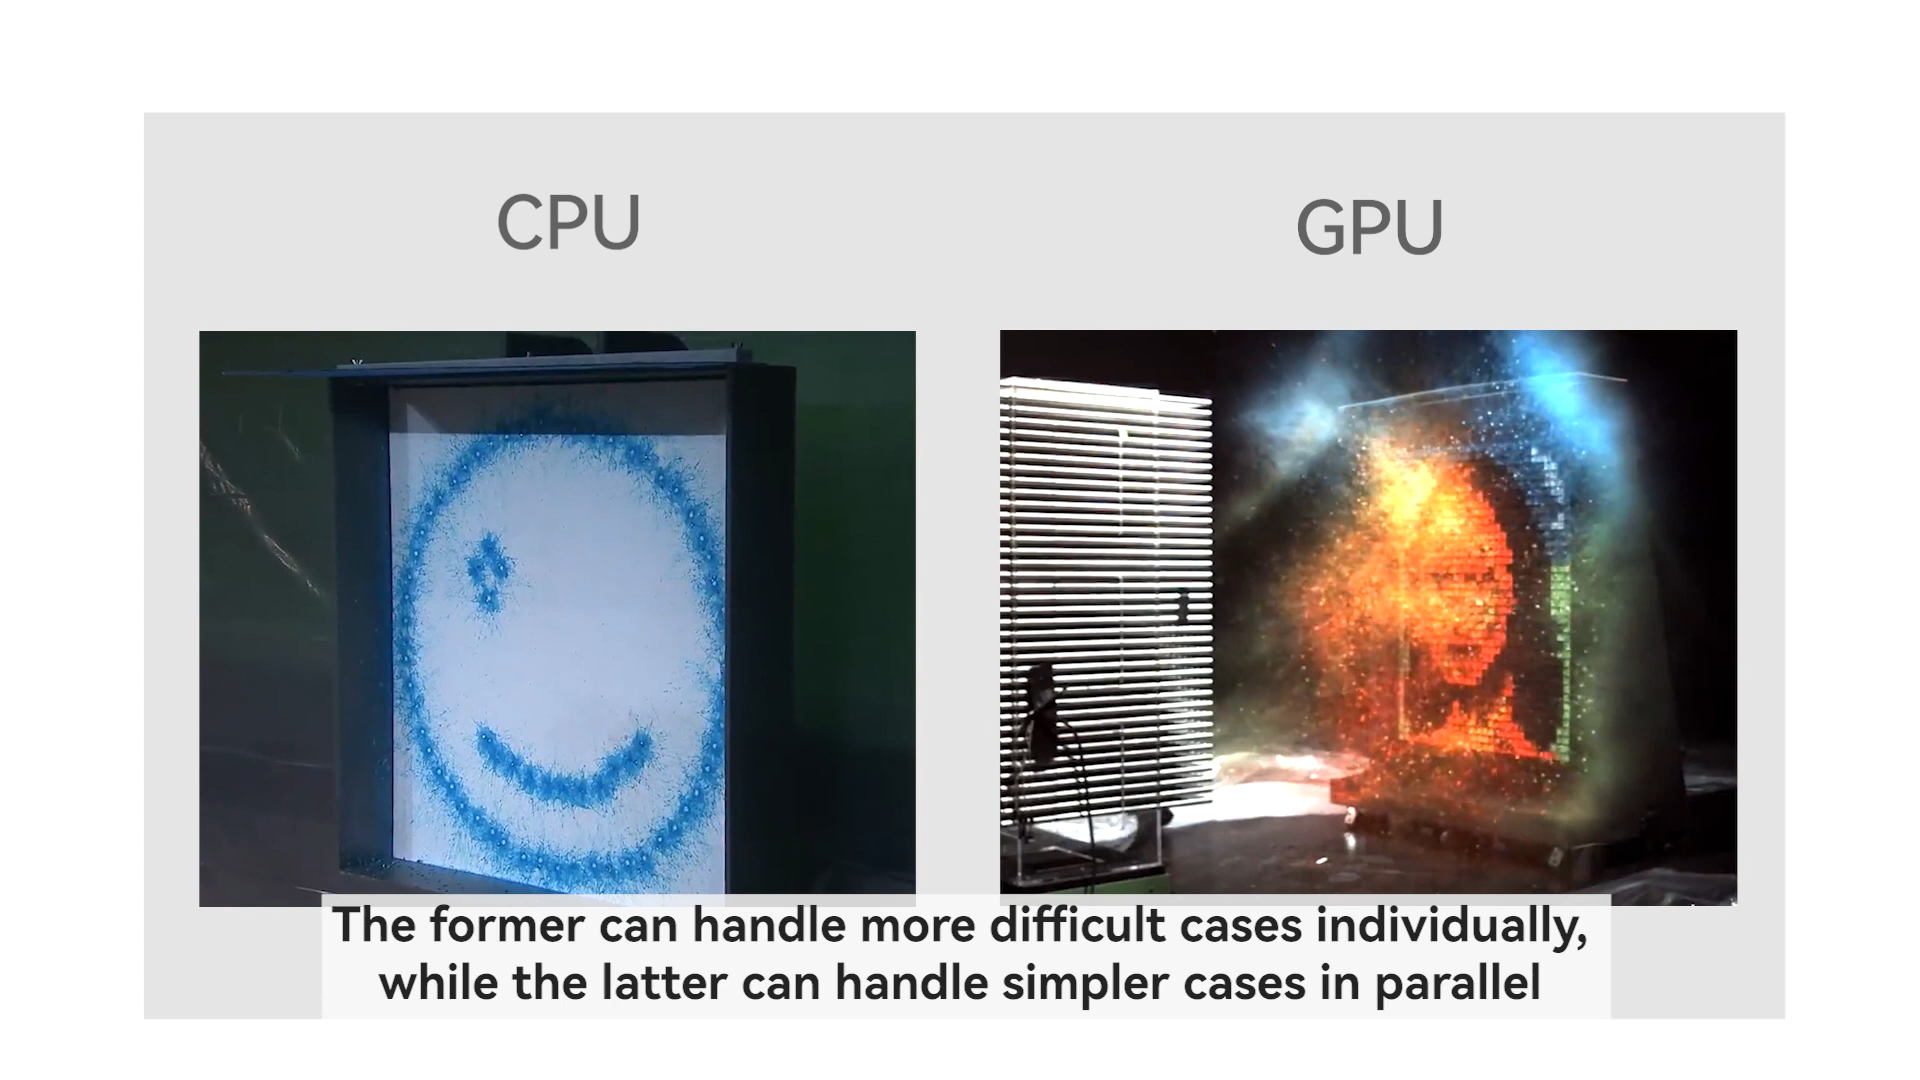 CPU
GPU
The former can handle more difficult cases individually,
while the latter can handle simpler cases in parallel